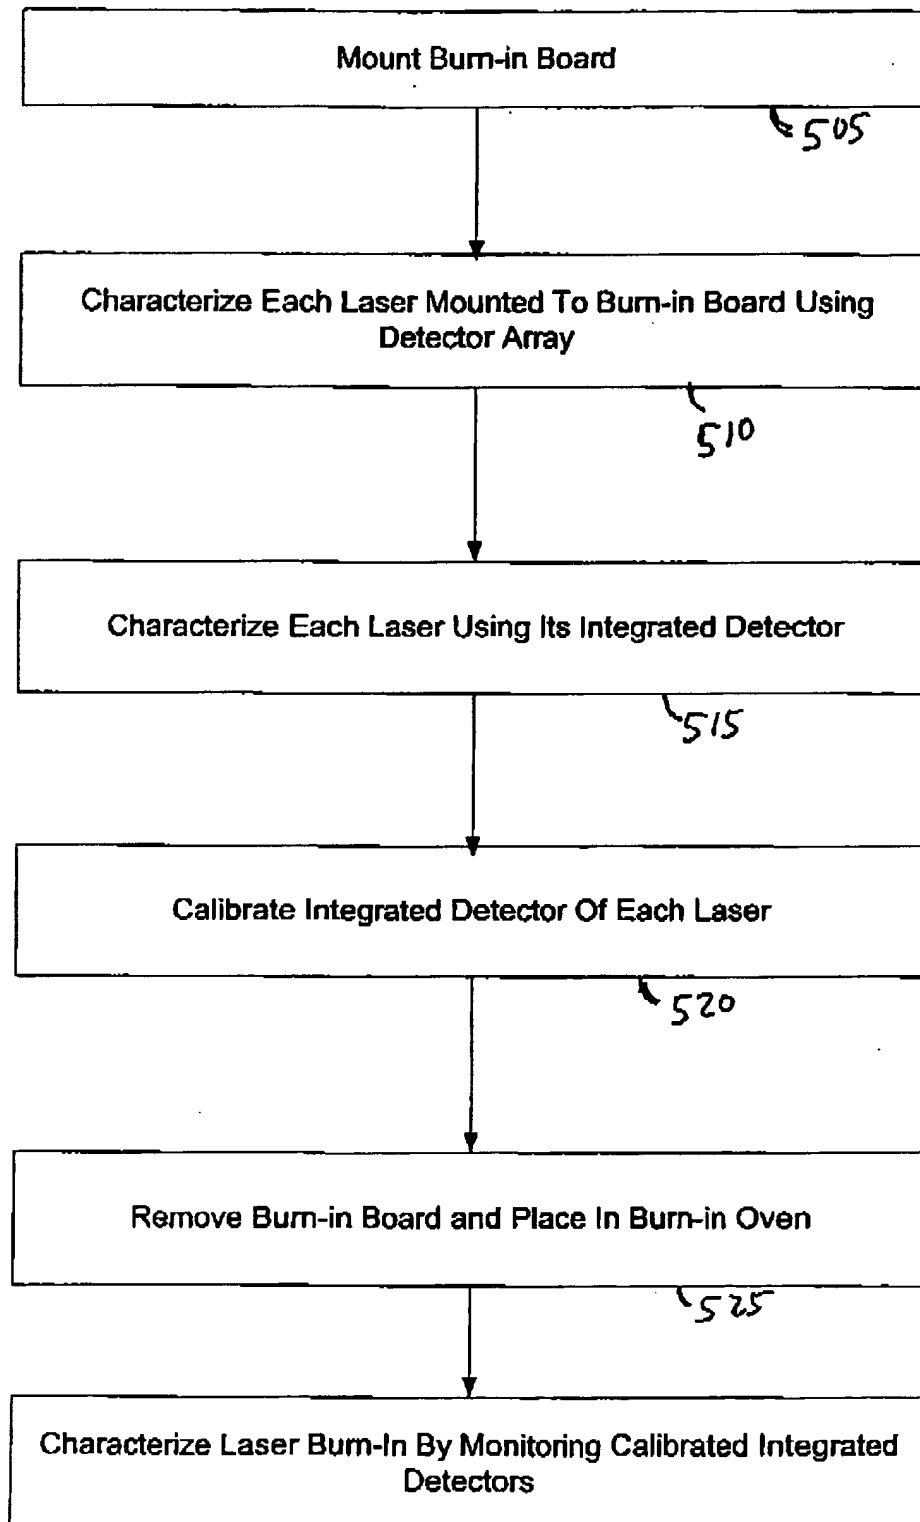 Mount Burn-in Board
505
Characterize Each Laser Mounted To Burn-in Board Using
Detector Array
510
Characterize Each Laser Using Its Integrated Detector
515
Calibrate Integrated Detector Of Each Laser
520
Remove Burn-in Board and Place In Burn-in Oven
525
Characterize Laser Burn-In By Monitoring Calibrated Integrated
Detectors